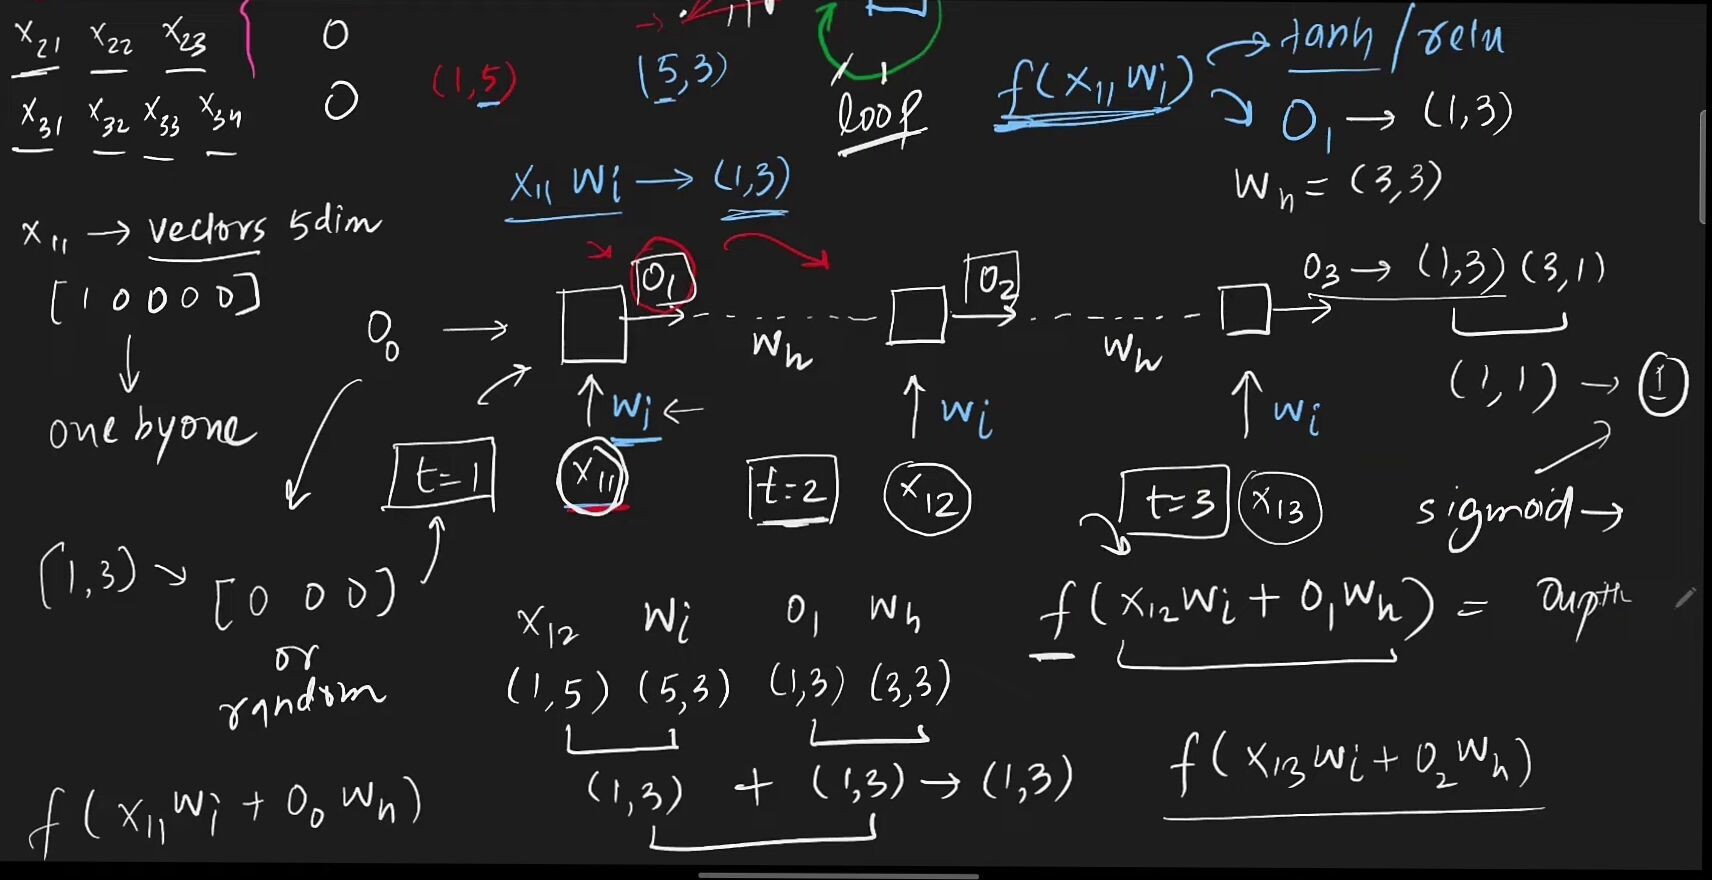 x21 x22 x23 0
x31 x32 x33 x34 0
(1,5) (5,3)
loop
f(x11 wi) → tanh/relu
O1 → (1,3)
wh = (3,3)
x11 wi → (1,3)
x11 → vectors 5dim
[1 0 0 0 0]
one by one
O0 → O1 O2 O3 → (1,3) (3,1)
wh wh
(1,1) → 1
wi ← wi wi
t=1 x11 t=2 x12 t=3 x13
sigmoid →
(1,3) → [0 0 0]
or
random
f(x12 wi + O1 wh) =
x12 wi O1 wh
(1,5) (5,3) (1,3) (3,3)
(1,3) + (1,3) → (1,3)
f(x11 wi + O0 wh)
f(x13 wi + O2 wh)